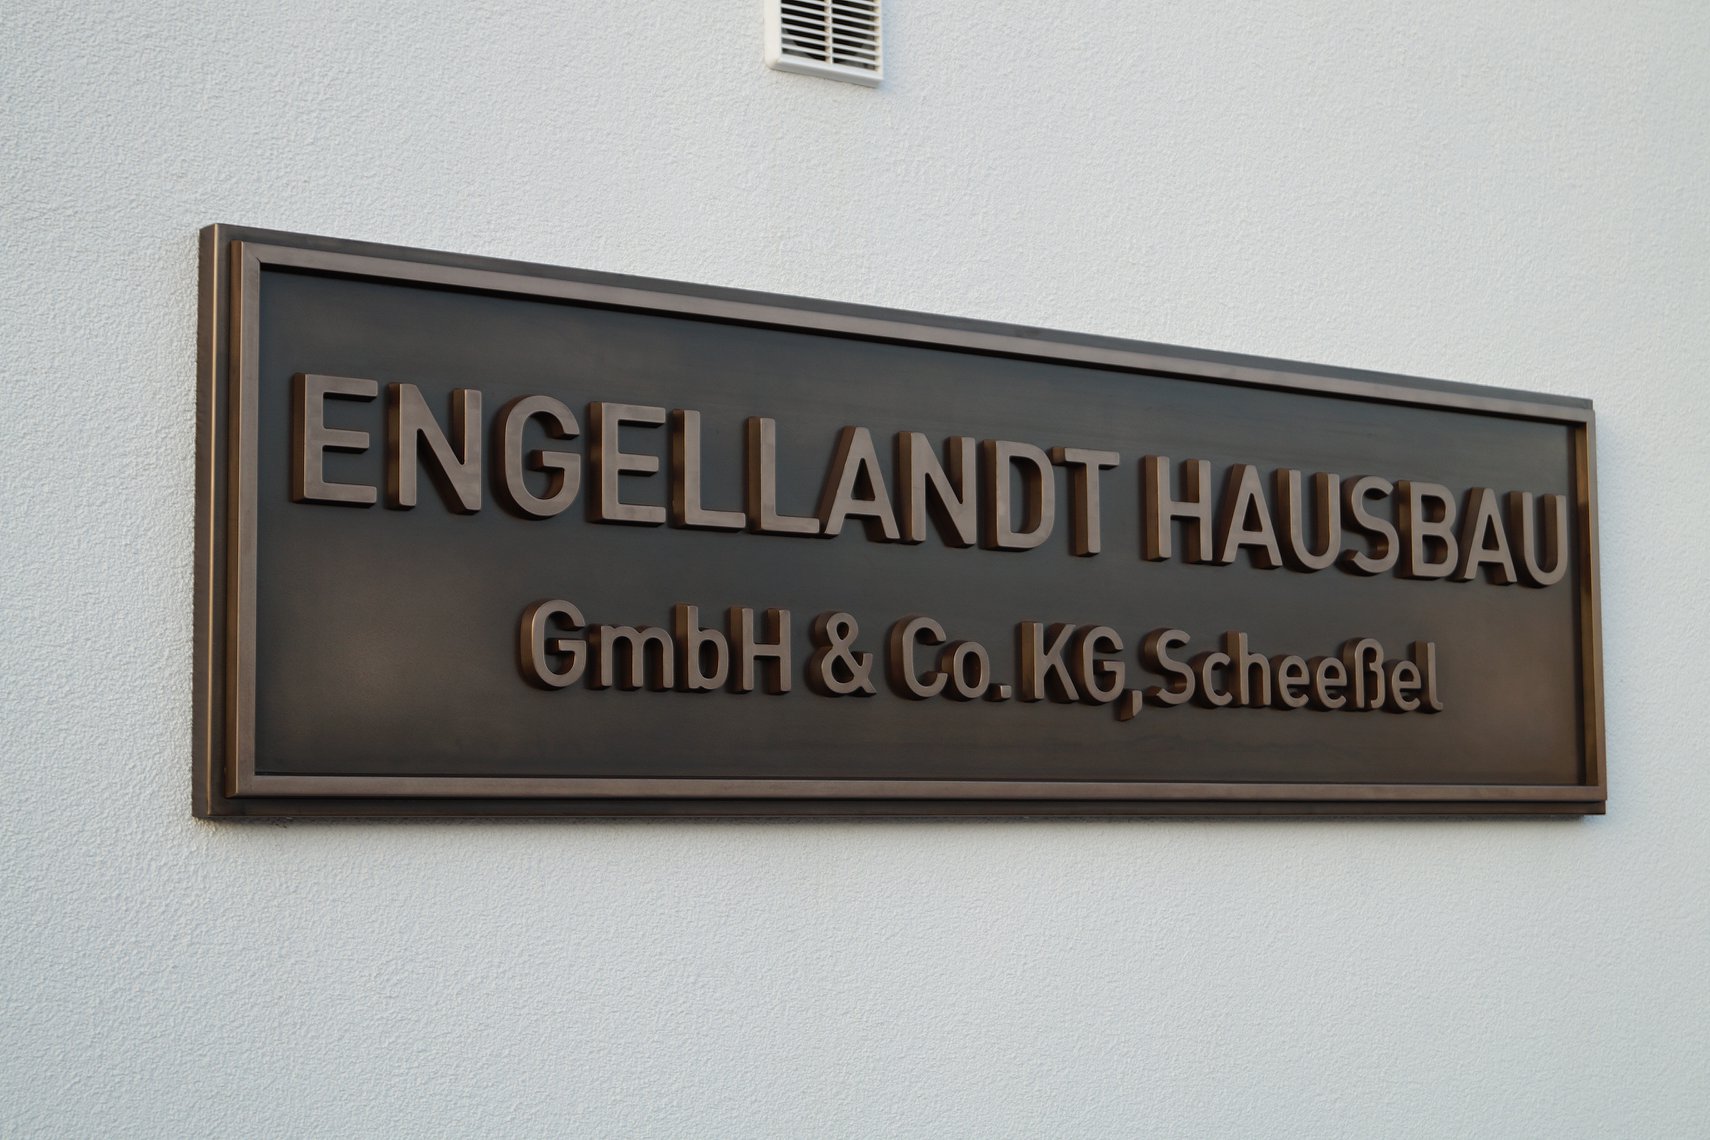 ENGELLANDT HAUSBAU
GmbH & Co. KG, Scheeßel